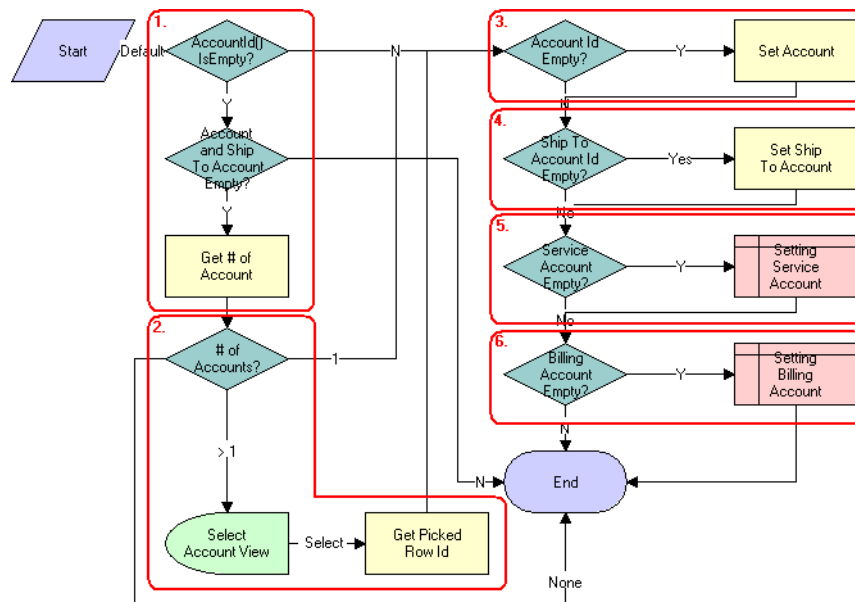 1.
Start
Default
AccountId()
IsEmpty?
N
Y
Account
and Ship
To Account
Empty?
Y
N
Get # of
Account
2.
# of
Accounts?
1
>1
Select
Account View
Select
Get Picked
Row Id
3.
Account Id
Empty?
Y
Set Account
N
4.
Ship To
Account Id
Empty?
Yes
Set Ship
To Account
No
5.
Service
Account
Empty?
Y
Setting
Service
Account
No
6.
Billing
Account
Empty?
Y
Setting
Billing
Account
N
End
None